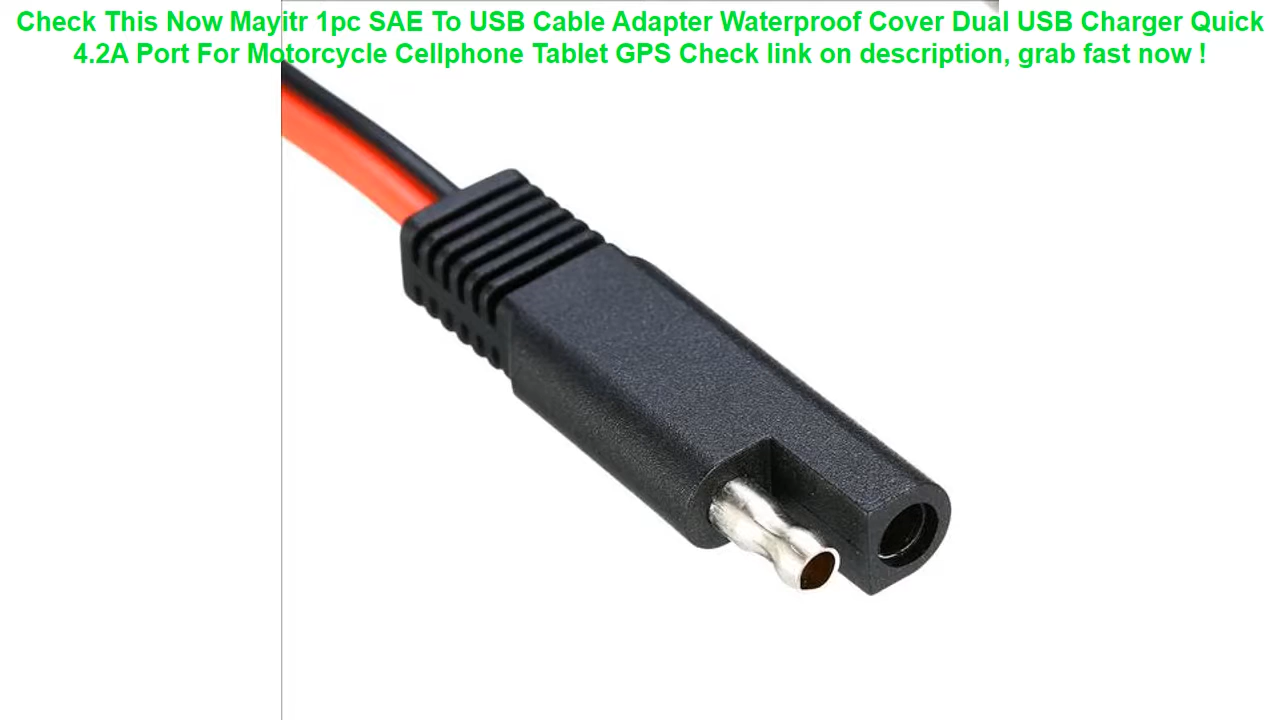 Check This Now Mayitr 1pc SAE To USB Cable Adapter Waterproof Cover Dual USB Charger Quick
4.2A Port For Motorcycle Cellphone Tablet GPS Check link on description, grab fast now !